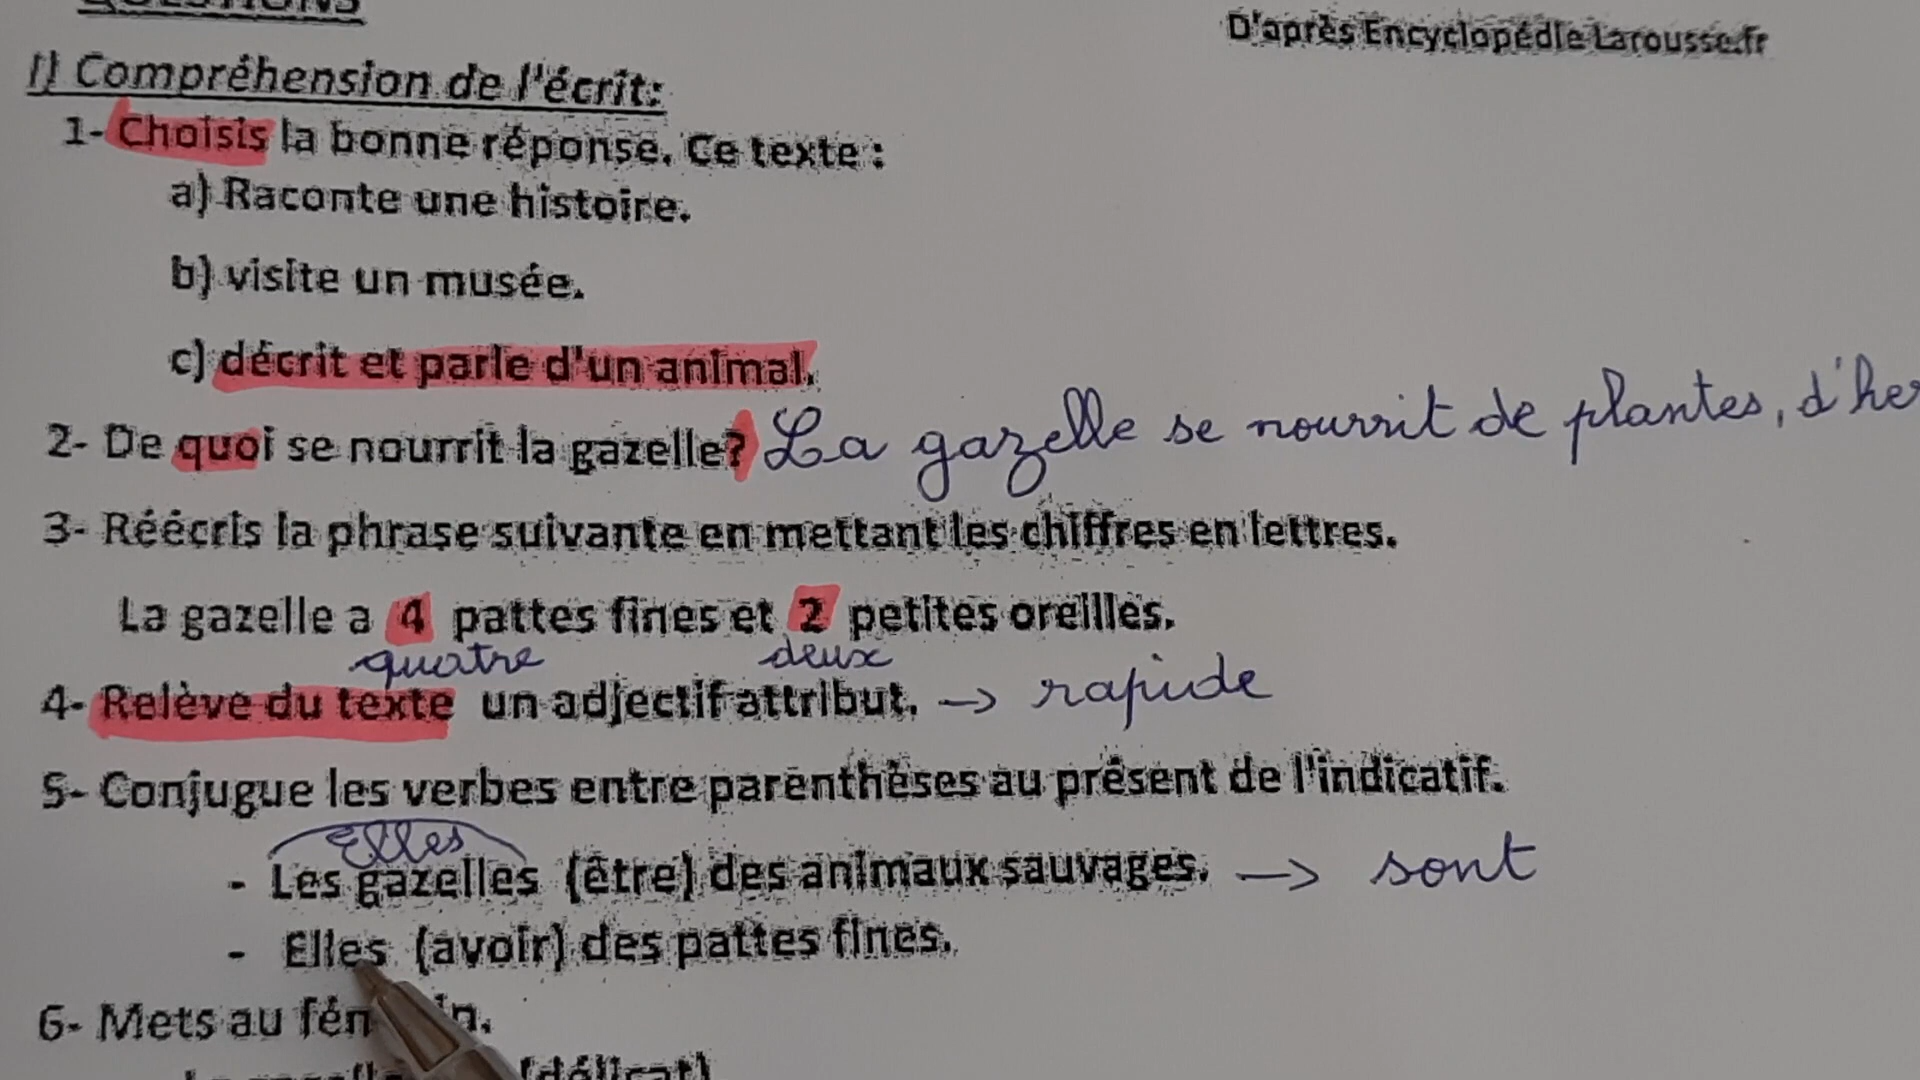 QUESTIONS
D'après Encyclopédie Larousse.fr
I) Compréhension de l'écrit:
1- Choisis la bonne réponse. Ce texte :
a) Raconte une histoire.
b) visite un musée.
c) décrit et parle d'un animal.
2- De quoi se nourrit la gazelle? La gazelle se nourrit de plantes, d'her
3- Réécris la phrase suivante en mettant les chiffres en lettres.
La gazelle a 4 pattes fines et 2 petites oreilles.
quatre deux
4- Relève du texte un adjectif attribut. → rapide
5- Conjugue les verbes entre parenthèses au présent de l'indicatif.
Elles
- Les gazelles (être) des animaux sauvages. → sont
- Elles (avoir) des pattes fines.
6- Mets au fém in.
(délicat)